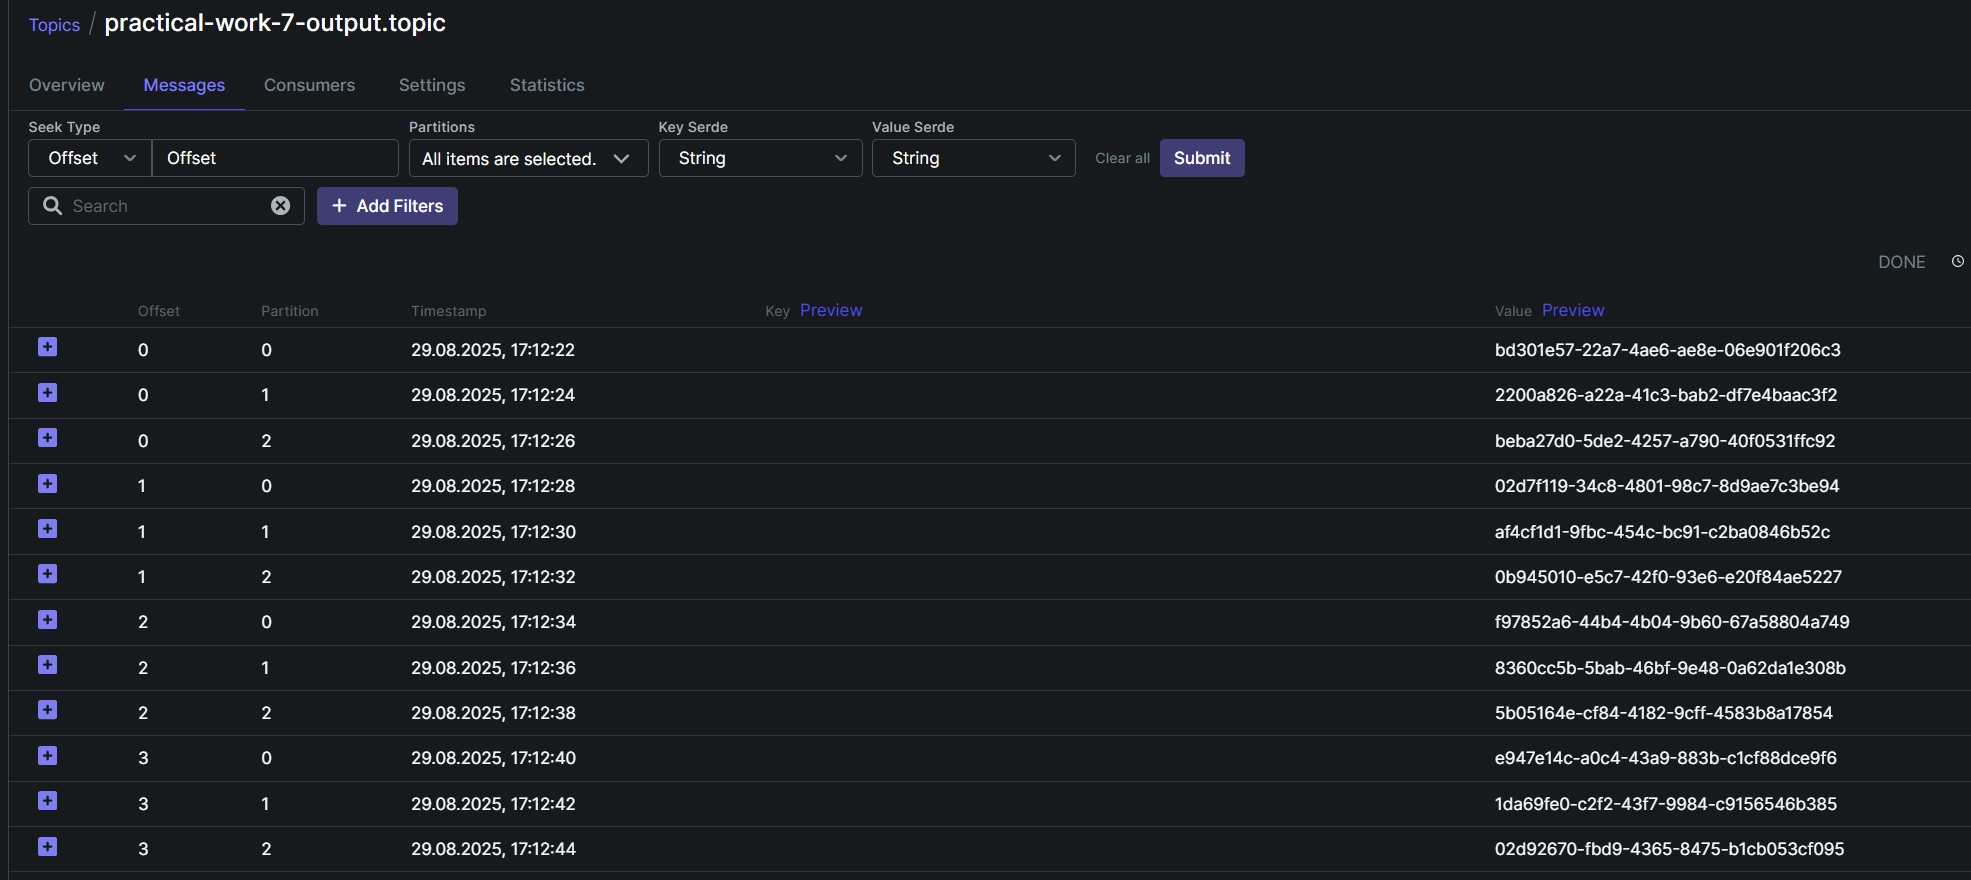 Topics / practical-work-7-output.topic
Overview Messages Consumers Settings Statistics
Seek Type Partitions Key Serde Value Serde
Offset Offset All items are selected. String String Clear all Submit
Search + Add Filters
DONE
Offset Partition Timestamp Key Preview Value Preview
0 0 29.08.2025, 17:12:22 bd301e57-22a7-4ae6-ae8e-06e901f206c3
0 1 29.08.2025, 17:12:24 2200a826-a22a-41c3-bab2-df7e4baac3f2
0 2 29.08.2025, 17:12:26 beba27d0-5de2-4257-a790-40f0531ffc92
1 0 29.08.2025, 17:12:28 02d7f119-34c8-4801-98c7-8d9ae7c3be94
1 1 29.08.2025, 17:12:30 af4cf1d1-9fbc-454c-bc91-c2ba0846b52c
1 2 29.08.2025, 17:12:32 0b945010-e5c7-42f0-93e6-e20f84ae5227
2 0 29.08.2025, 17:12:34 f97852a6-44b4-4b04-9b60-67a58804a749
2 1 29.08.2025, 17:12:36 8360cc5b-5bab-46bf-9e48-0a62da1e308b
2 2 29.08.2025, 17:12:38 5b05164e-cf84-4182-9cff-4583b8a17854
3 0 29.08.2025, 17:12:40 e947e14c-a0c4-43a9-883b-c1cf88dce9f6
3 1 29.08.2025, 17:12:42 1da69fe0-c2f2-43f7-9984-c9156546b385
3 2 29.08.2025, 17:12:44 02d92670-fbd9-4365-8475-b1cb053cf095